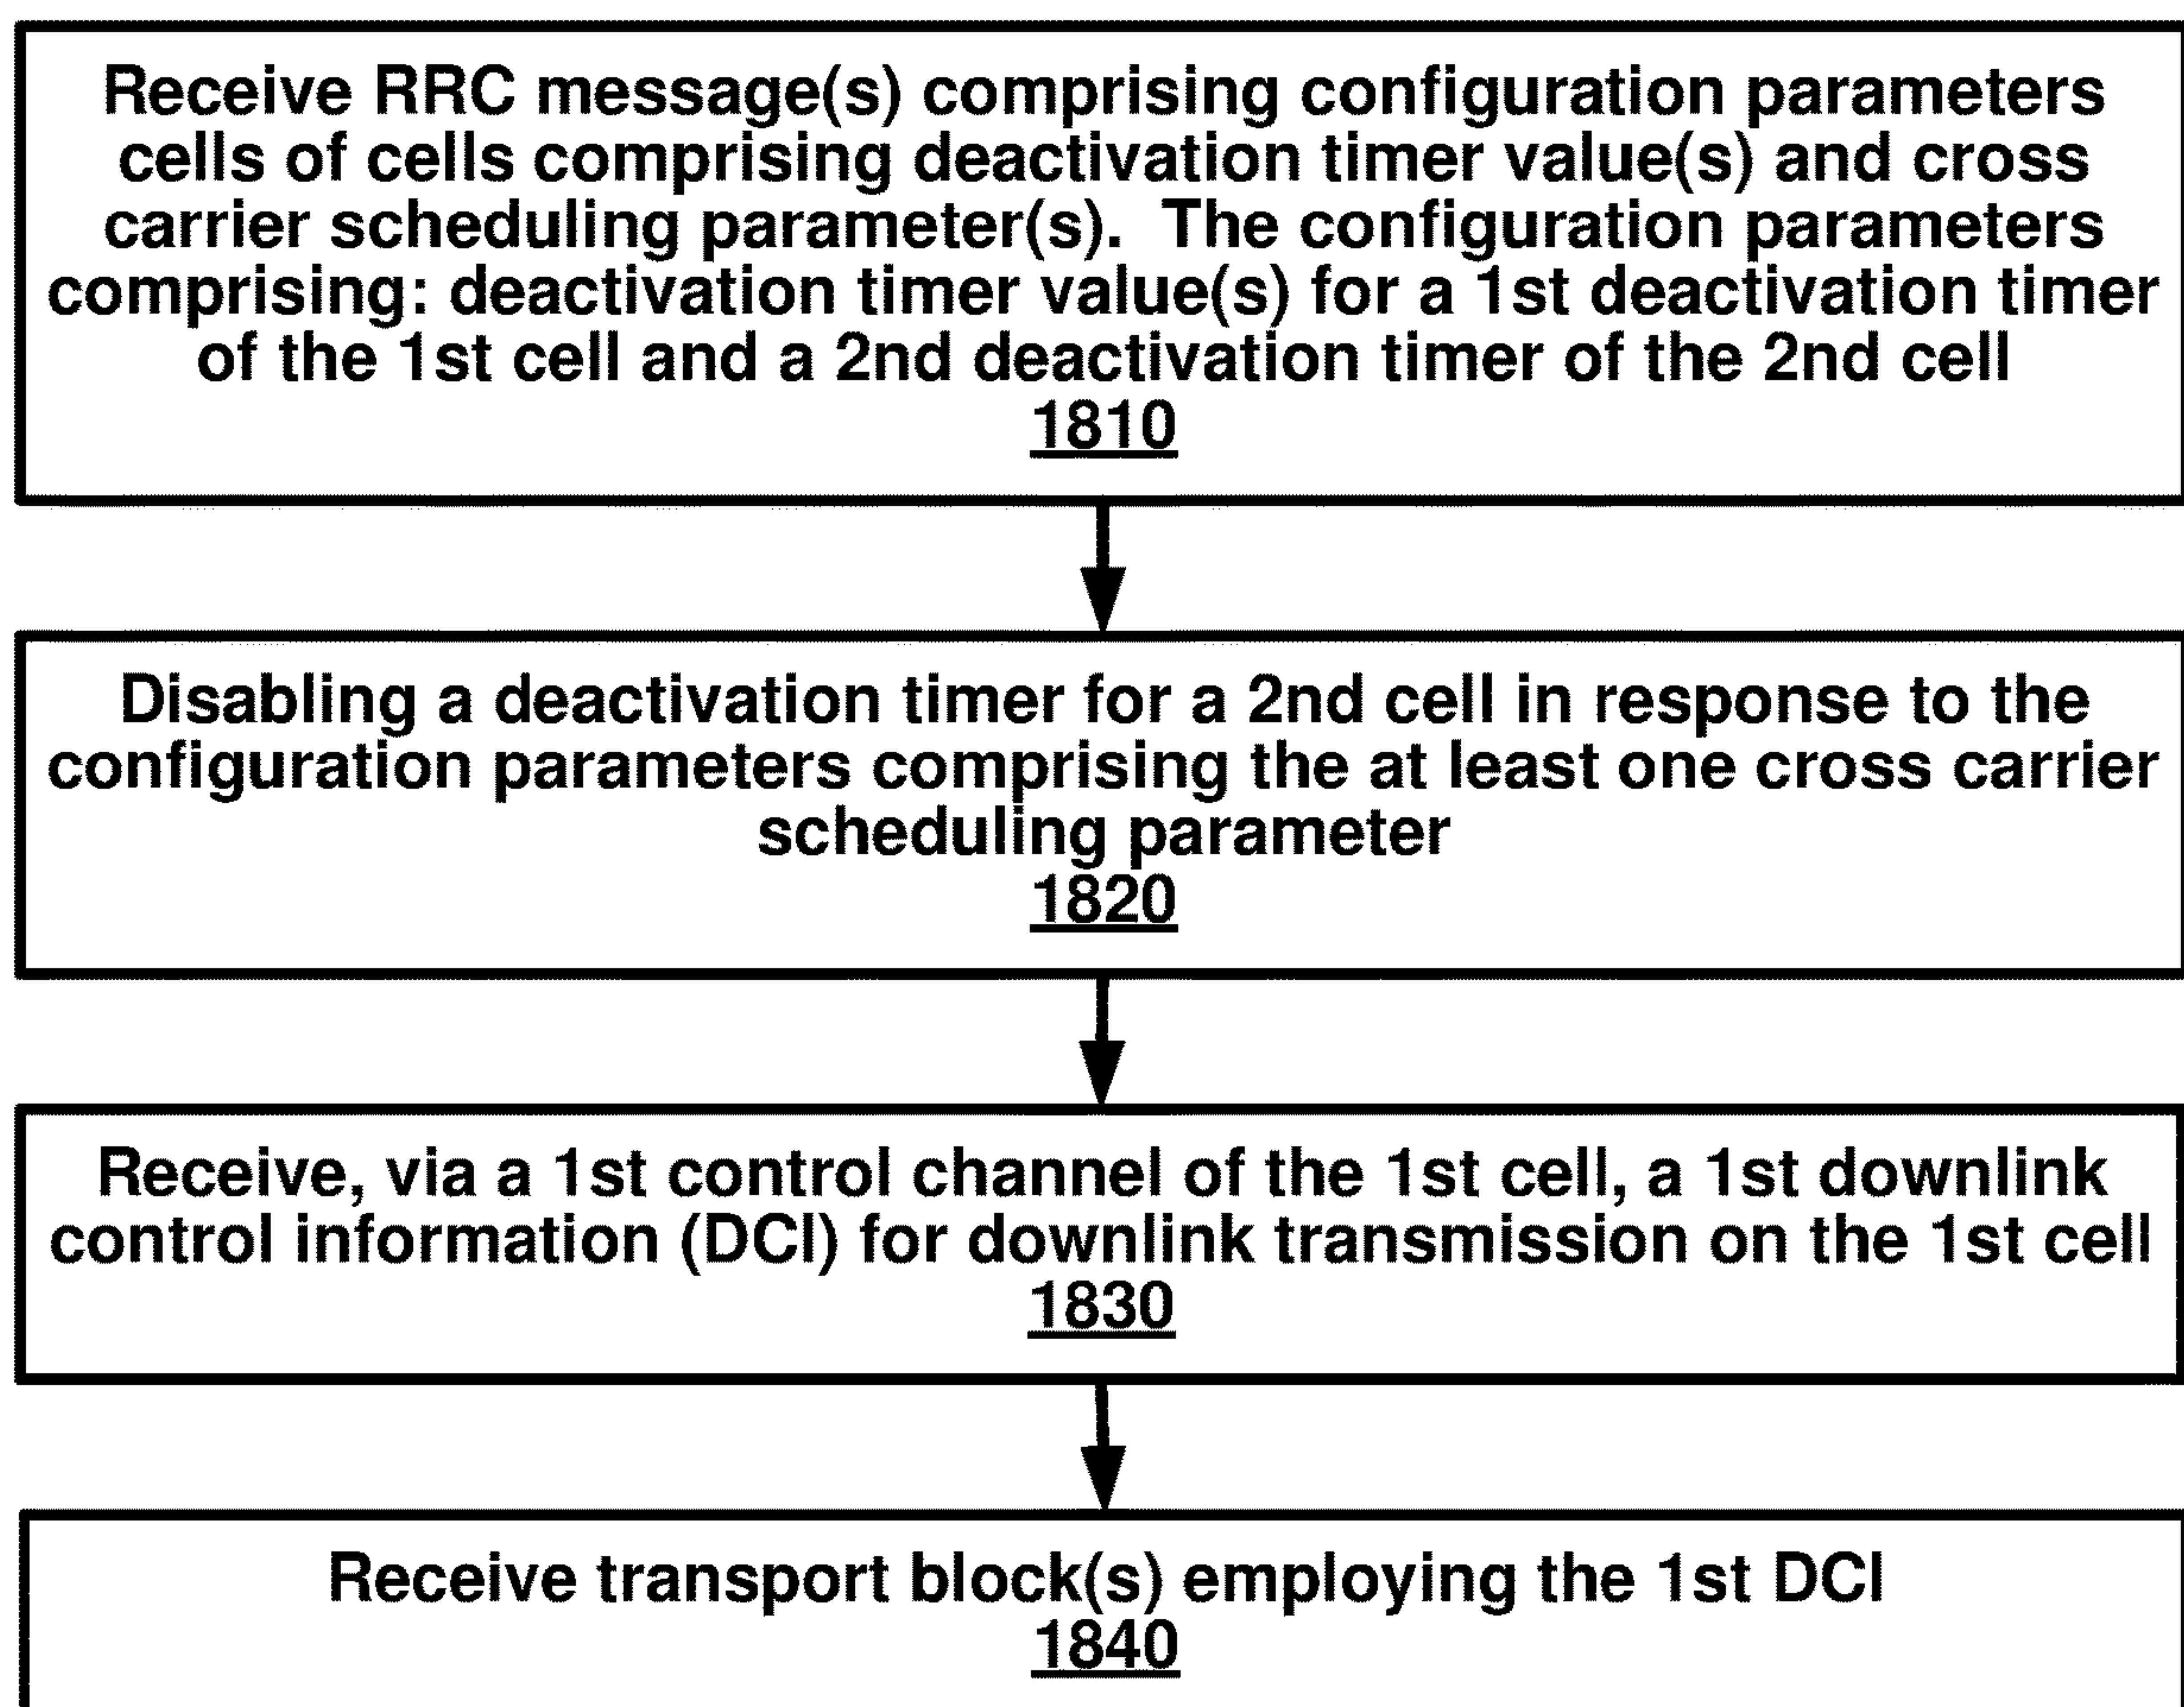 Receive RRC message(s) comprising configuration parameters
cells of cells comprising deactivation timer value(s) and cross
carrier scheduling parameter(s). The configuration parameters
comprising: deactivation timer value(s) for a 1st deactivation timer
of the 1st cell and a 2nd deactivation timer of the 2nd cell
1810
Disabling a deactivation timer for a 2nd cell in response to the
configuration parameters comprising the at least one cross carrier
scheduling parameter
1820
Receive, via a 1st control channel of the 1st cell, a 1st downlink
control information (DCI) for downlink transmission on the 1st cell
1830
Receive transport block(s) employing the 1st DCI
1840